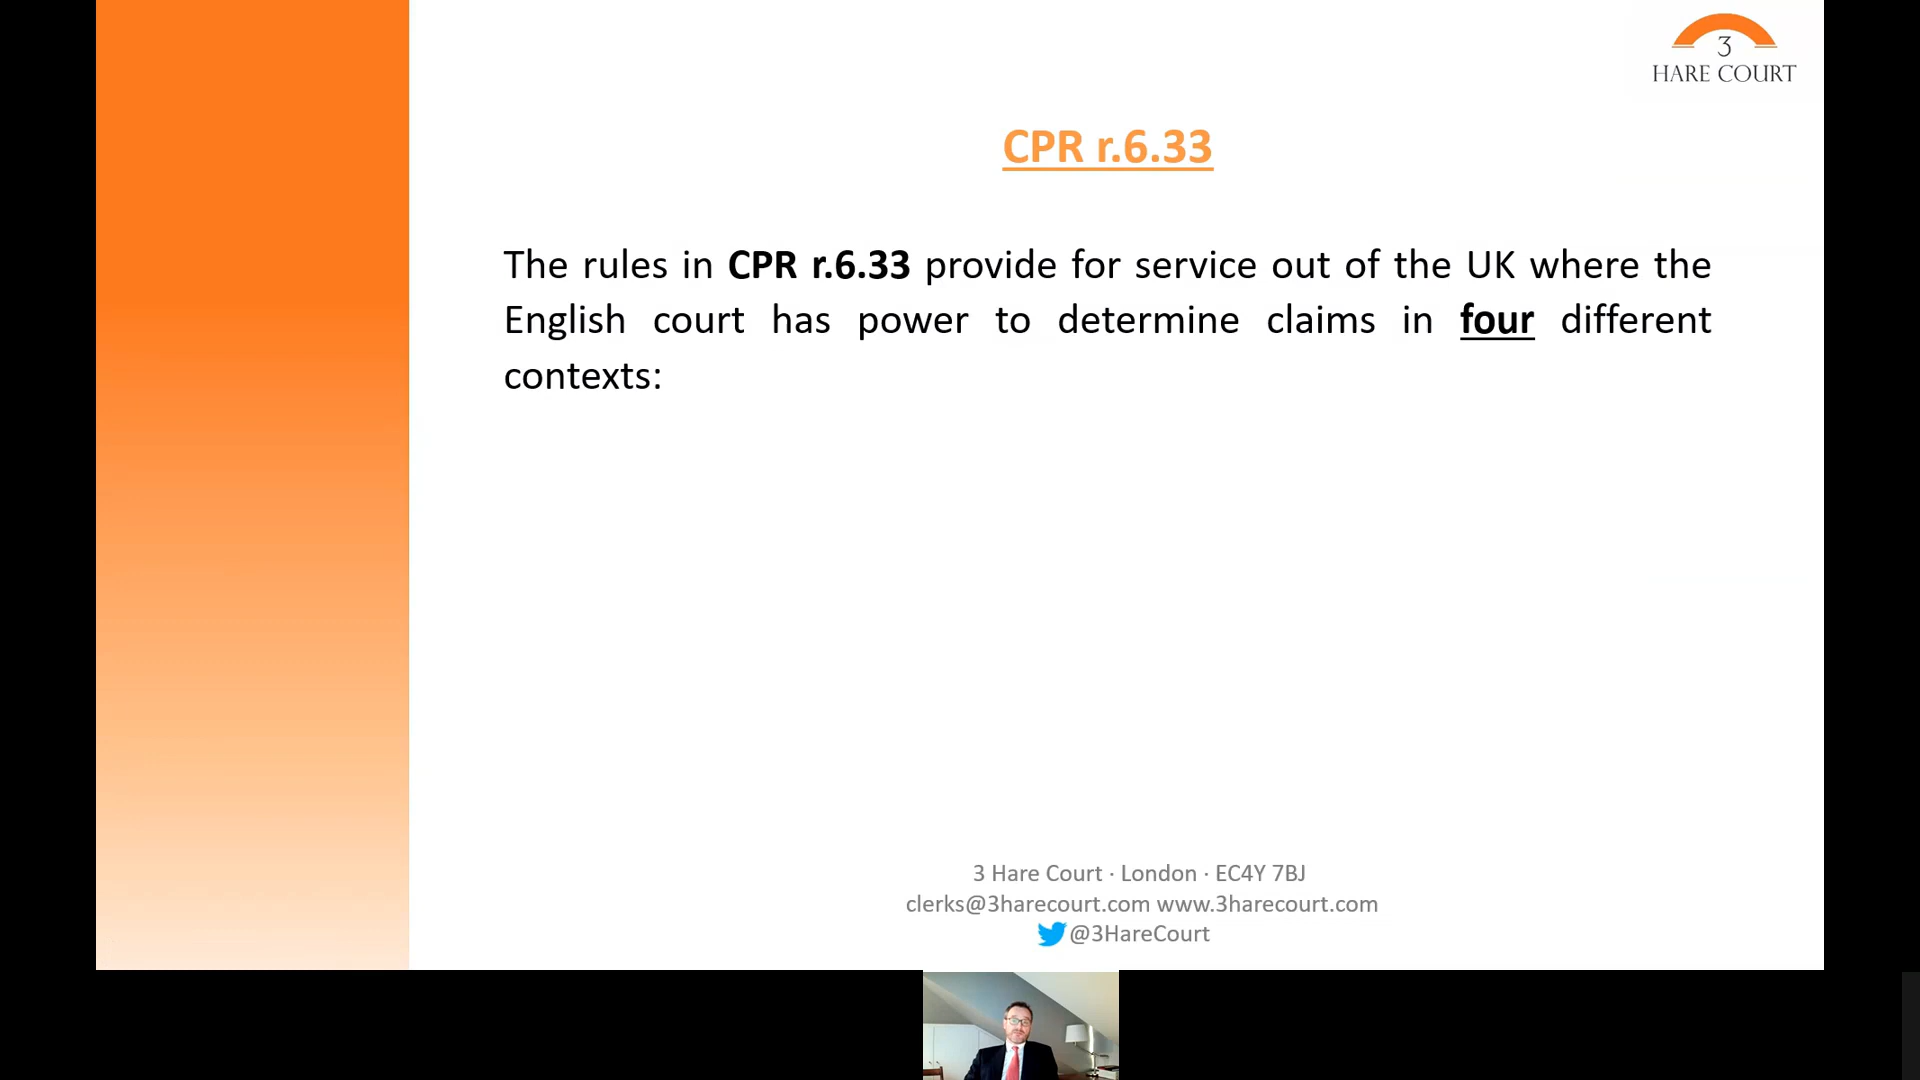 3
HARE COURT
CPR r.6.33
The rules in CPR r.6.33 provide for service out of the UK where the
English court has power to determine claims in four different
contexts:
3 Hare Court · London · EC4Y 7BJ
clerks@3harecourt.com www.3harecourt.com
@3HareCourt